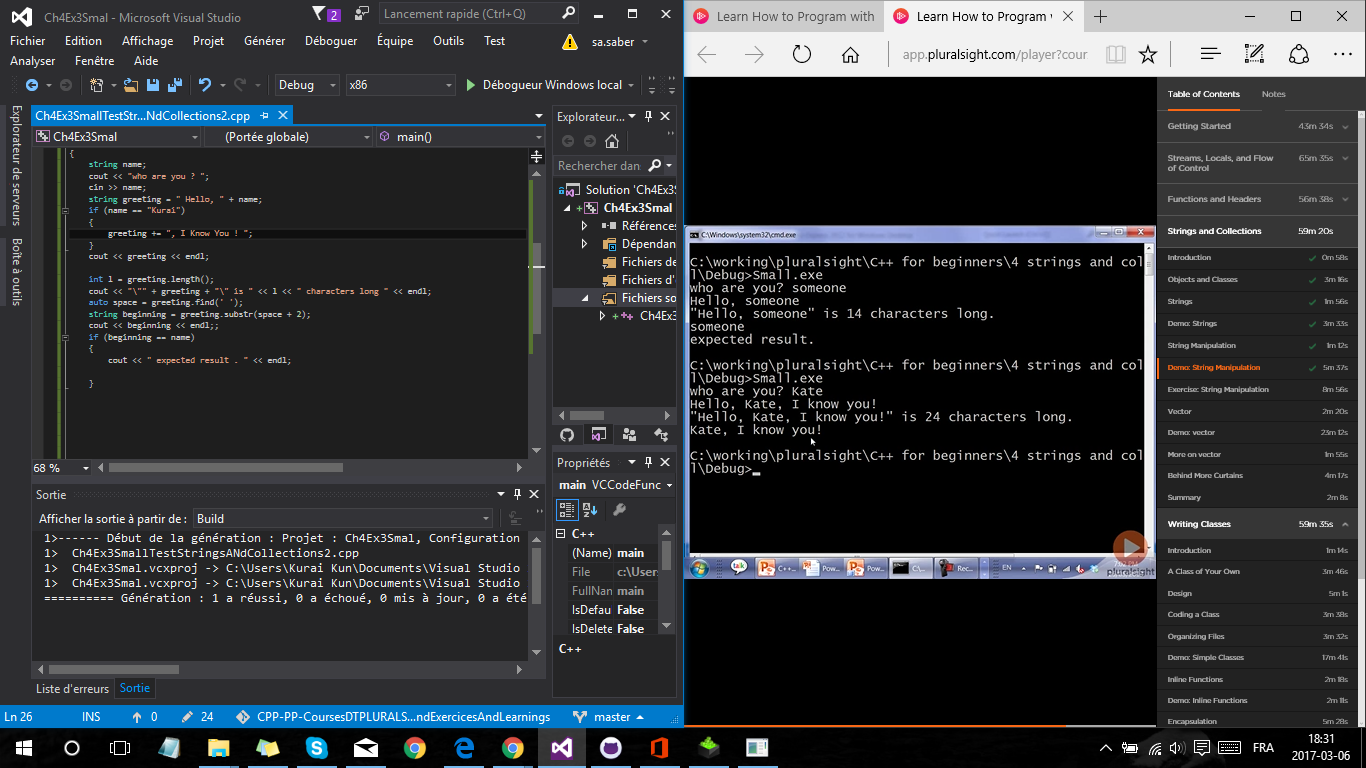 Ch4Ex3Smal - Microsoft Visual Studio
2
Lancement rapide (Ctrl+Q)
Fichier Edition Affichage Projet Générer Déboguer Équipe Outils Test
sa.saber
Analyser Fenêtre Aide
Debug x86 Débogueur Windows local
Explorateur de serveurs
Boîte à outils
Ch4Ex3SmallTestStr...NdCollections2.cpp
Ch4Ex3Smal (Portée globale) main()
{
string name;
cout << "who are you ? ";
cin >> name;
string greeting = " Hello, " + name;
if (name == "Kurai")
{
greeting += ", I Know You ! ";
}
cout << greeting << endl;
int l = greeting.length();
cout << "\"" + greeting + "\" is " << l << " characters long " << endl;
auto space = greeting.find(' ');
string beginning = greeting.substr(space + 2);
cout << beginning << endl;;
if (beginning == name)
{
cout << " expected result . " << endl;
}
68 %
Sortie
Afficher la sortie à partir de : Build
1>------ Début de la génération : Projet : Ch4Ex3Smal, Configuration
1> Ch4Ex3SmallTestStringsANdCollections2.cpp
1> Ch4Ex3Smal.vcxproj -> C:\Users\Kurai Kun\Documents\Visual Studio
1> Ch4Ex3Smal.vcxproj -> C:\Users\Kurai Kun\Documents\Visual Studio
========== Génération : 1 a réussi, 0 a échoué, 0 mis à jour, 0 a été
Liste d'erreurs Sortie
Explorateur...
Rechercher dan
Solution 'Ch4Ex3S
Ch4Ex3Smal
Référence
Dépendan
Fichiers de
Fichiers d'
Fichiers so
Ch4Ex3
Propriétés
main VCCodeFunc
C++
(Name) main
File c:\Users
FullNan main
IsDefau False
IsDelete False
C++
Ln 26 INS 0 24 CPP-PP-CoursesDTPLURALS...ndExercicesAndLearnings master
Learn How to Program with
Learn How to Program w
app.pluralsight.com/player?cour
C:\Windows\system32\cmd.exe
C:\working\pluralsight\C++ for beginners\4 strings and col
l\Debug>Small.exe
who are you? someone
Hello, someone
"Hello, someone" is 14 characters long.
someone
expected result.
C:\working\pluralsight\C++ for beginners\4 strings and col
l\Debug>Small.exe
who are you? Kate
Hello, Kate, I know you!
"Hello, Kate, I know you!" is 24 characters long.
Kate, I know you!
C:\working\pluralsight\C++ for beginners\4 strings and col
l\Debug>_
talk C++... Pow... Pow... C:\... Rec... EN
pluralsight
Table of Contents Notes
Getting Started 43m 34s
Streams, Locals, and Flow 65m 35s
of Control
Functions and Headers 56m 38s
Strings and Collections 59m 20s
Introduction 0m 58s
Objects and Classes 3m 16s
Strings 1m 56s
Demo: Strings 3m 33s
String Manipulation 1m 12s
Demo: String Manipulation 5m 37s
Exercise: String Manipulation 8m 56s
Vector 2m 20s
Demo: vector 23m 12s
More on vector 1m 55s
Behind More Curtains 4m 17s
Summary 2m 8s
Writing Classes 59m 35s
Introduction 1m 14s
A Class of Your Own 3m 46s
Design 5m 1s
Coding a Class 3m 38s
Organizing Files 3m 32s
Demo: Simple Classes 17m 41s
Inline Functions 2m 18s
Demo: Inline Functions 2m 11s
Encapsulation 5m 28s
FRA
18:31
2017-03-06